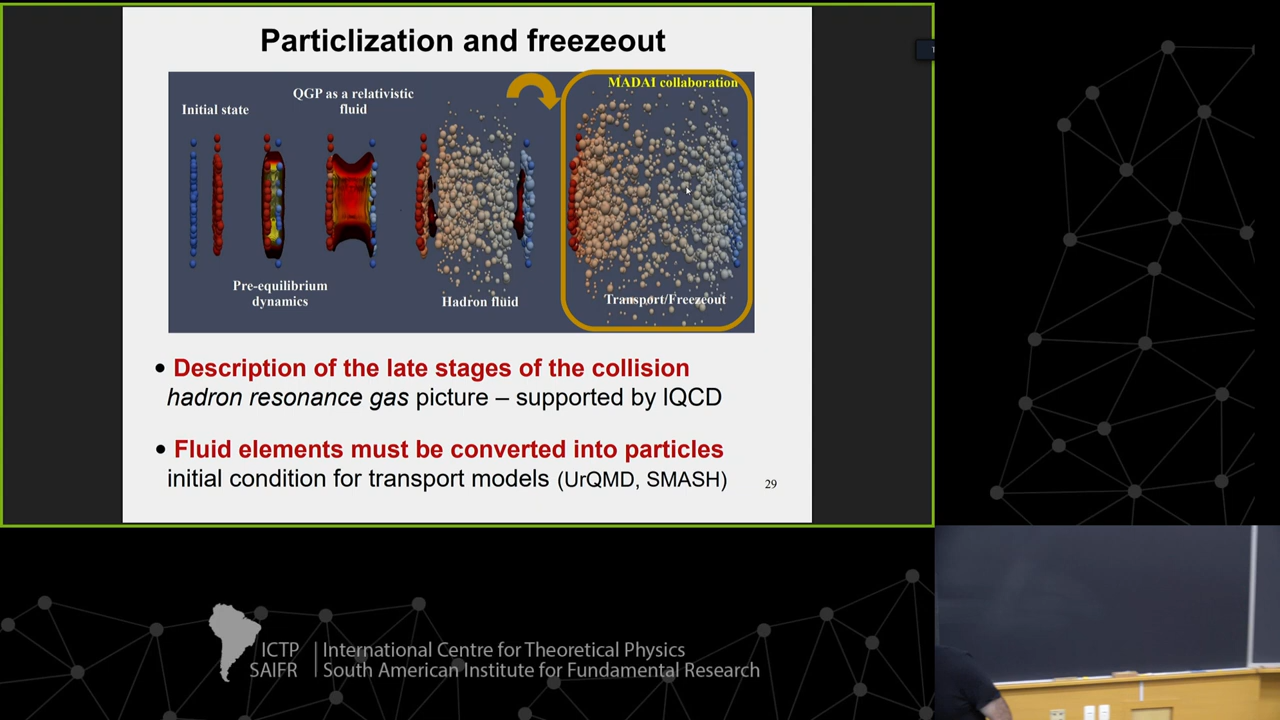 Particlization and freezeout
MADAI collaboration
QGP as a relativistic
fluid
Initial state
Pre-equilibrium
dynamics
Hadron fluid
Transport/Freezeout
• Description of the late stages of the collision
hadron resonance gas picture – supported by lQCD
• Fluid elements must be converted into particles
initial condition for transport models (UrQMD, SMASH)
29
ICTP
SAIFR
International Centre for Theoretical Physics
South American Institute for Fundamental Research